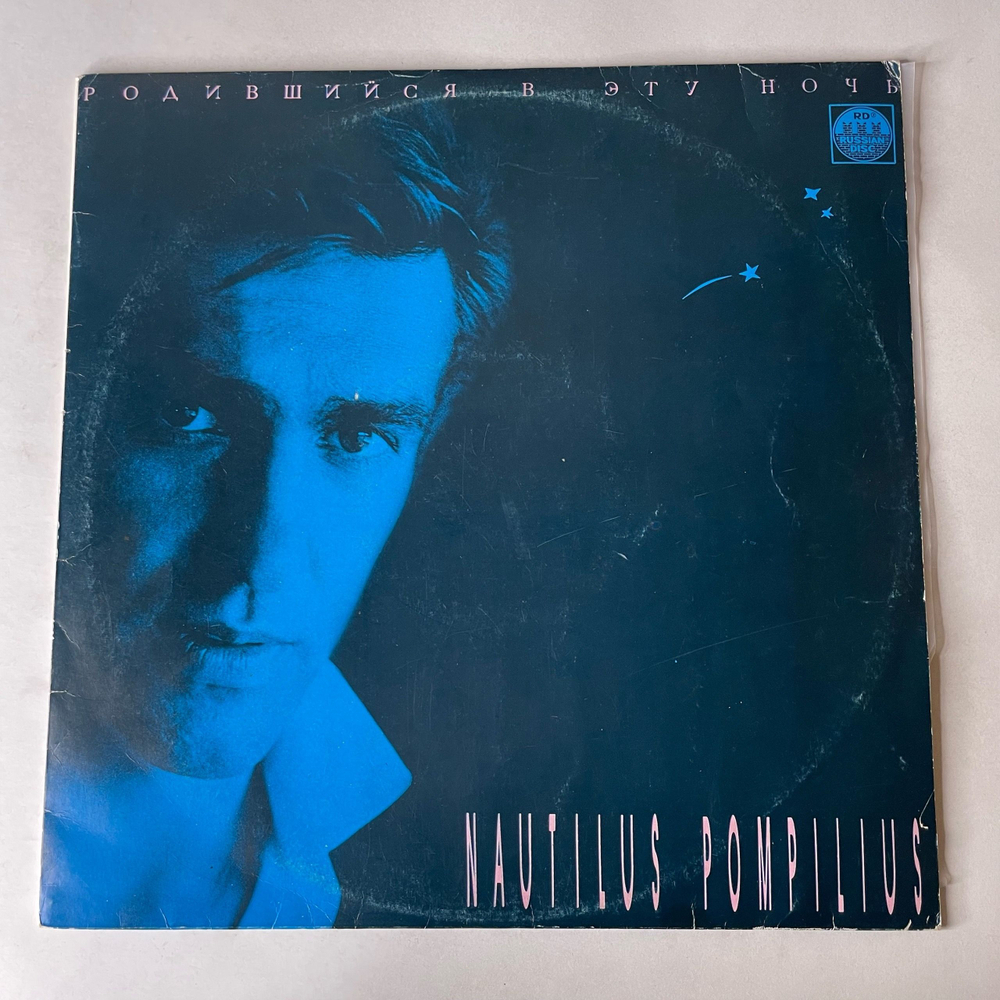 РОДИВШИЙСЯ В ЭТУ НОЧЬ
RD®
RUSSIAN
DISC
NAUTILUS POMPILIUS